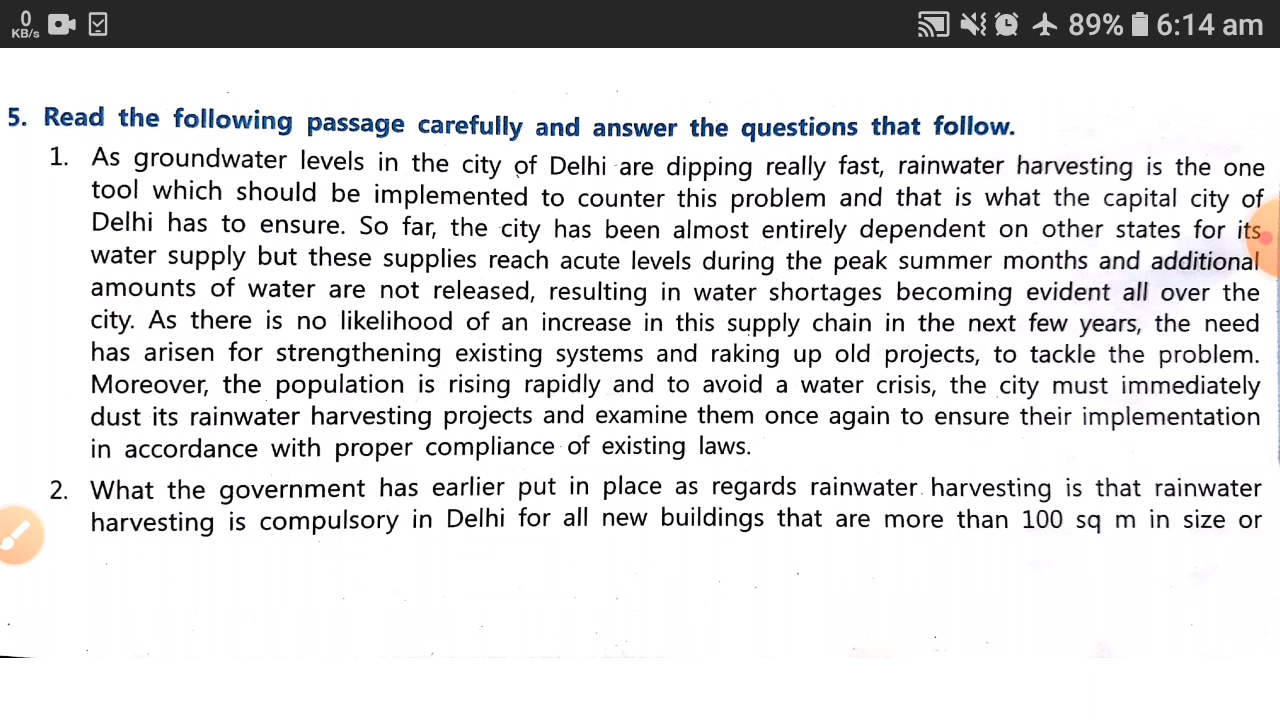 0
KB/s
89% 6:14 am
5. Read the following passage carefully and answer the questions that follow.
1. As groundwater levels in the city of Delhi are dipping really fast, rainwater harvesting is the one
tool which should be implemented to counter this problem and that is what the capital city of
Delhi has to ensure. So far, the city has been almost entirely dependent on other states for its
water supply but these supplies reach acute levels during the peak summer months and additional
amounts of water are not released, resulting in water shortages becoming evident all over the
city. As there is no likelihood of an increase in this supply chain in the next few years, the need
has arisen for strengthening existing systems and raking up old projects, to tackle the problem.
Moreover, the population is rising rapidly and to avoid a water crisis, the city must immediately
dust its rainwater harvesting projects and examine them once again to ensure their implementation
in accordance with proper compliance of existing laws.
2. What the government has earlier put in place as regards rainwater harvesting is that rainwater
harvesting is compulsory in Delhi for all new buildings that are more than 100 sq m in size or